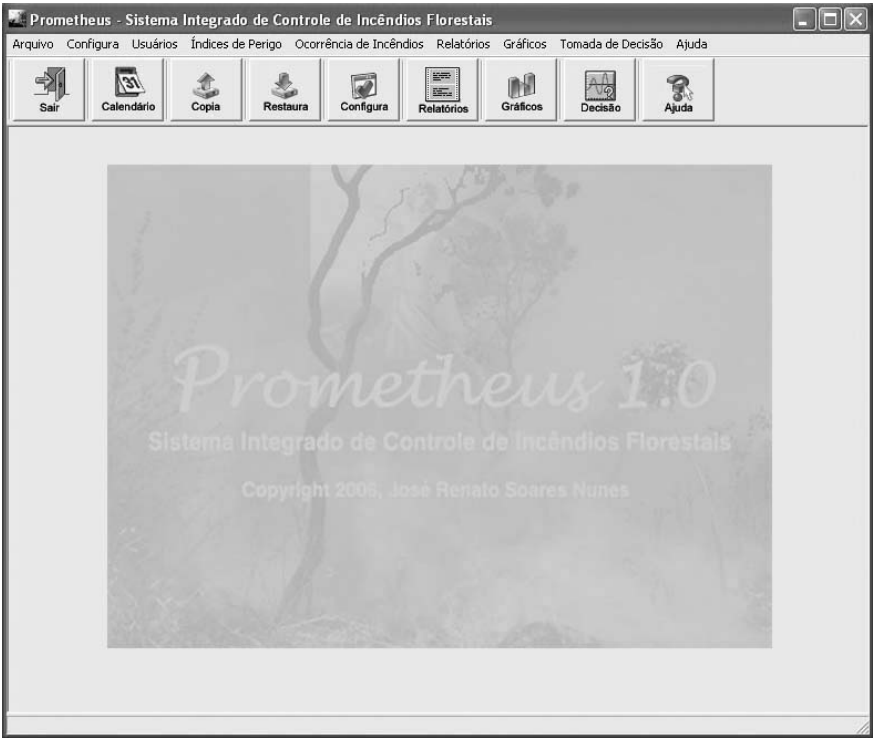 Prometheus - Sistema Integrado de Controle de Incêndios Florestais
Arquivo Configura Usuários Índices de Perigo Ocorrência de Incêndios Relatórios Gráficos Tomada de Decisão Ajuda
31
Sair Calendário Copia Restaura Configura Relatórios Gráficos Decisão Ajuda
Prometheus 1.0
Sistema Integrado de Controle de Incêndios Florestais
Copyright 2006, José Renato Soares Nunes